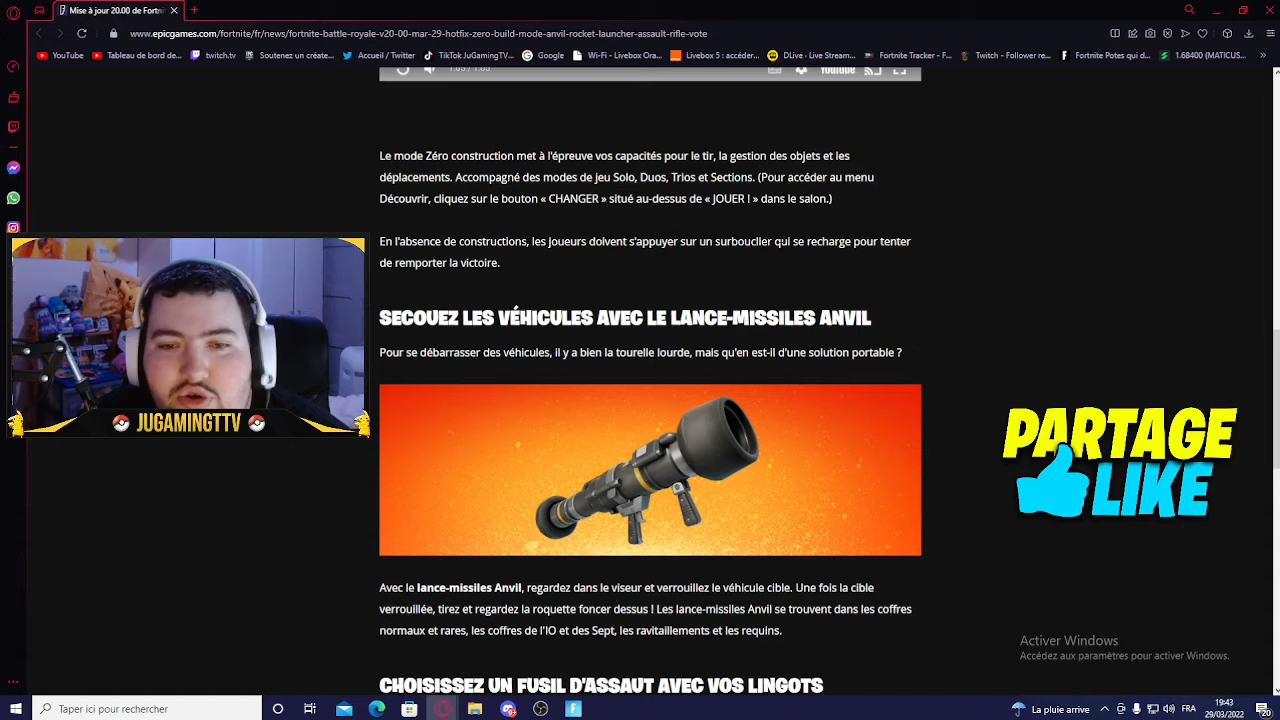 Mise à jour 20.00 de Fortni
www.epicgames.com/fortnite/fr/news/fortnite-battle-royale-v20-00-mar-29-hotfix-zero-build-mode-anvil-rocket-launcher-assault-rifle-vote
YouTube Tableau de bord de... twitch.tv Soutenez un créate... Accueil / Twitter TikTok JuGamingTV... Google Wi-Fi - Livebox Ora... Livebox 5 : accéder... DLive - Live Stream... Fortnite Tracker - F... Twitch - Follower re... Fortnite Potes qui d... 1.68400 (MATICUS...
1:05 / 1:05 YouTube
Le mode Zéro construction met à l'épreuve vos capacités pour le tir, la gestion des objets et les
déplacements. Accompagné des modes de jeu Solo, Duos, Trios et Sections. (Pour accéder au menu
Découvrir, cliquez sur le bouton « CHANGER » situé au-dessus de « JOUER ! » dans le salon.)
En l'absence de constructions, les joueurs doivent s'appuyer sur un surbouclier qui se recharge pour tenter
de remporter la victoire.
SECOUEZ LES VÉHICULES AVEC LE LANCE-MISSILES ANVIL
Pour se débarrasser des véhicules, il y a bien la tourelle lourde, mais qu'en est-il d'une solution portable ?
JUGAMINGTTV
PARTAGE
LIKE
Avec le lance-missiles Anvil, regardez dans le viseur et verrouillez le véhicule cible. Une fois la cible
verrouillée, tirez et regardez la roquette foncer dessus ! Les lance-missiles Anvil se trouvent dans les coffres
normaux et rares, les coffres de l'IO et des Sept, les ravitaillements et les requins.
Activer Windows
Accédez aux paramètres pour activer Windows.
CHOISISSEZ UN FUSIL D'ASSAUT AVEC VOS LINGOTS
Taper ici pour rechercher
La pluie arrive
FRA
19:43
29/03/2022